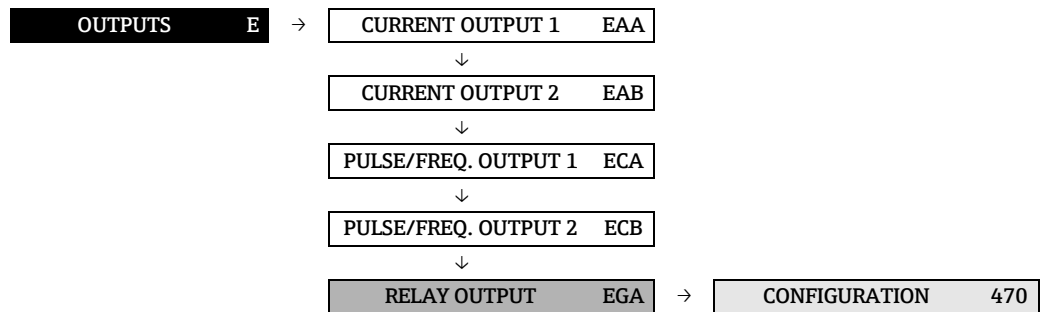 OUTPUTS E → CURRENT OUTPUT 1 EAA
↓
CURRENT OUTPUT 2 EAB
↓
PULSE/FREQ. OUTPUT 1 ECA
↓
PULSE/FREQ. OUTPUT 2 ECB
↓
RELAY OUTPUT EGA → CONFIGURATION 470